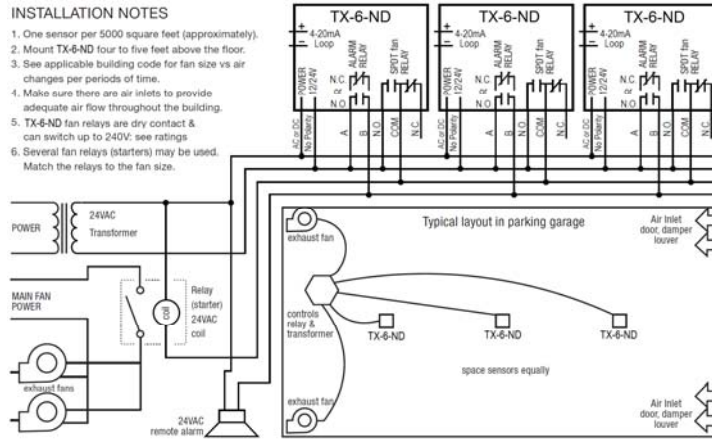 INSTALLATION NOTES
1. One sensor per 5000 square feet (approximately).
2. Mount TX-6-ND four to five feet above the floor.
3. See applicable building code for fan size vs air
changes per periods of time.
4. Make sure there are air inlets to provide
adequate air flow throughout the building.
5. TX-6-ND fan relays are dry contact &
can switch up to 240V: see ratings
6. Several fan relays (starters) may be used.
Match the relays to the fan size.
TX-6-ND
4-20mA
Loop
POWER
12/24V
ALARM
RELAY
N.C.
or
N.O.
SPDT fan
RELAY
AC or DC
No Polarity
A
B
N.O.
COM
N.C.
TX-6-ND
4-20mA
Loop
POWER
12/24V
ALARM
RELAY
N.C.
or
N.O.
SPDT fan
RELAY
AC or DC
No Polarity
A
B
N.O.
COM
N.C.
TX-6-ND
4-20mA
Loop
POWER
12/24V
ALARM
RELAY
N.C.
or
N.O.
SPDT fan
RELAY
AC or DC
No Polarity
A
B
N.O.
COM
N.C.
POWER
24VAC
Transformer
MAIN FAN
POWER
coil
Relay
(starter)
24VAC
coil
exhaust fans
24VAC
remote alarm
Typical layout in parking garage
exhaust fan
Air Inlet
door, damper
louver
controls
relay &
transformer
TX-6-ND
TX-6-ND
TX-6-ND
space sensors equally
exhaust fan
Air Inlet
door, damper
louver